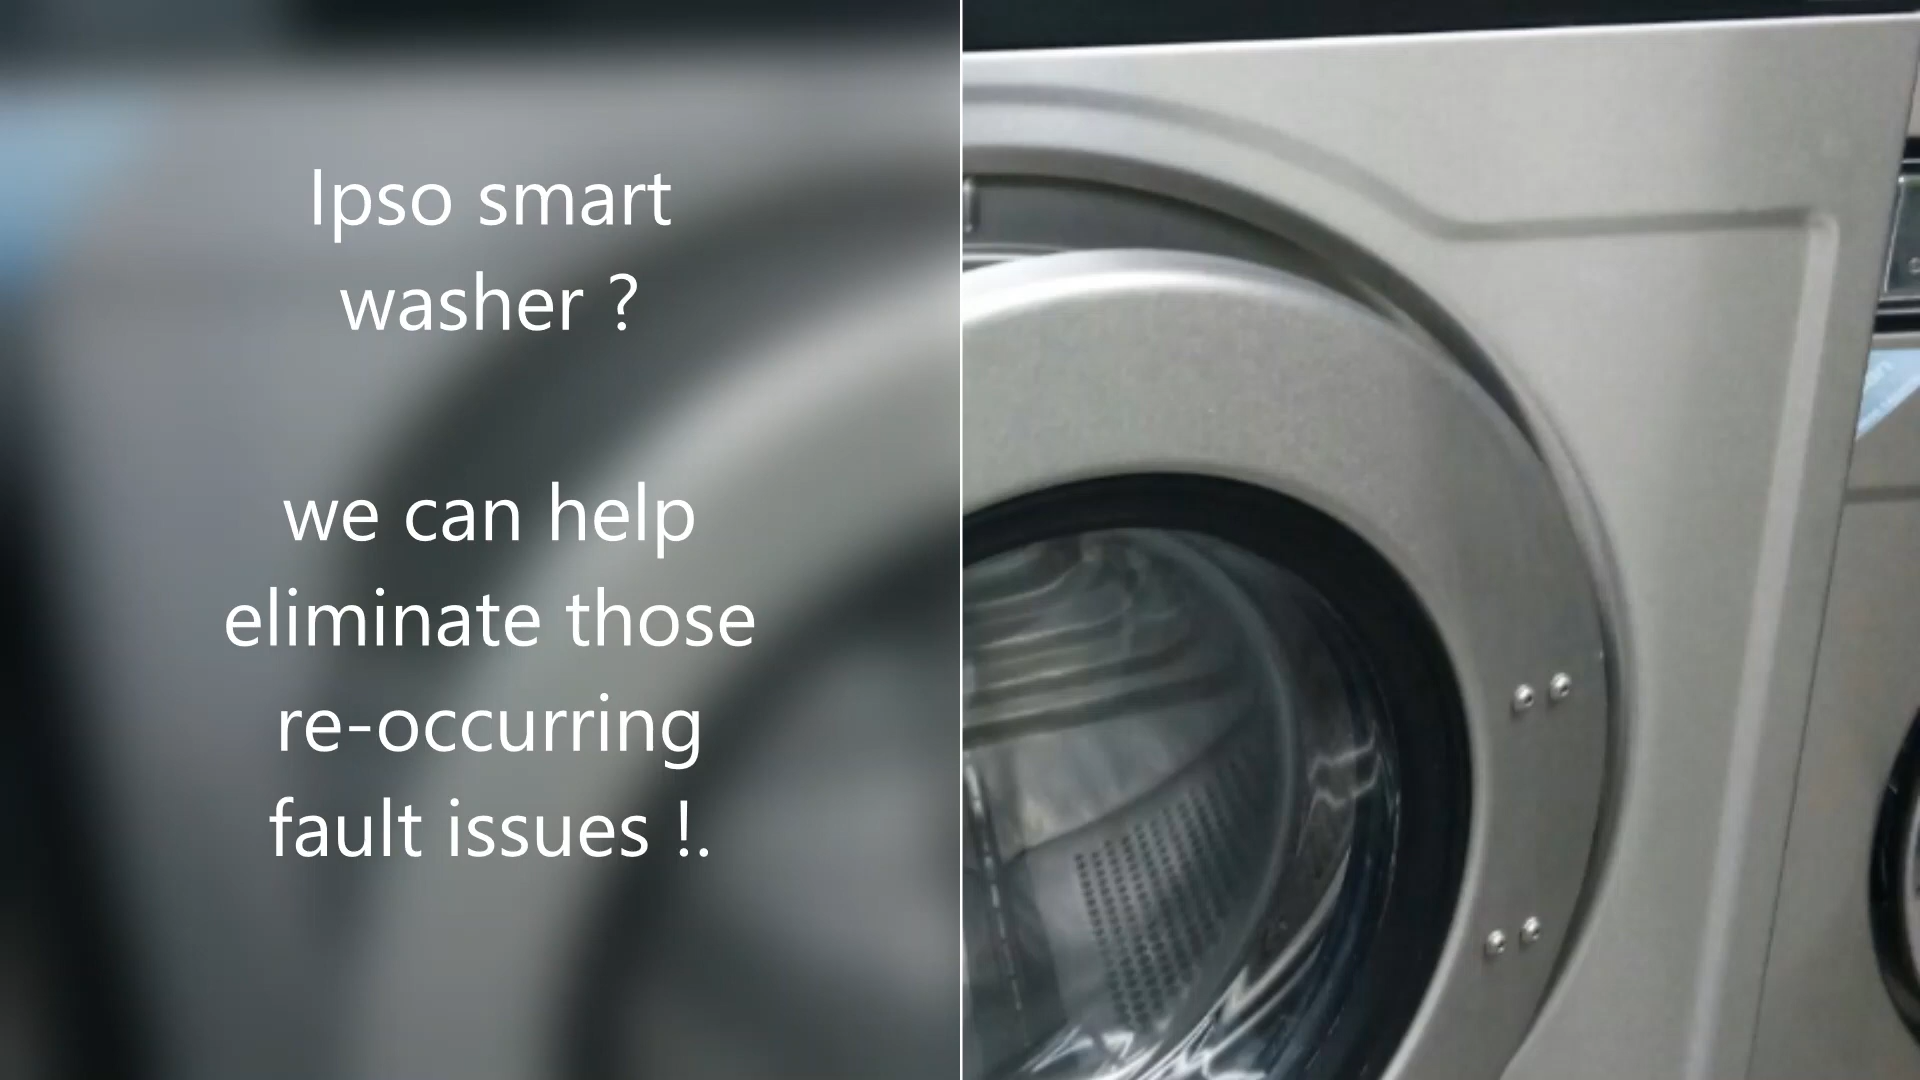 Ipso smart
washer ?
we can help
eliminate those
re-occurring
fault issues !.